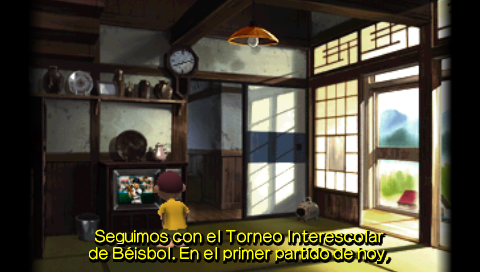 Seguimos con el Torneo Interescolar
de Béisbol. En el primer partido de hoy,